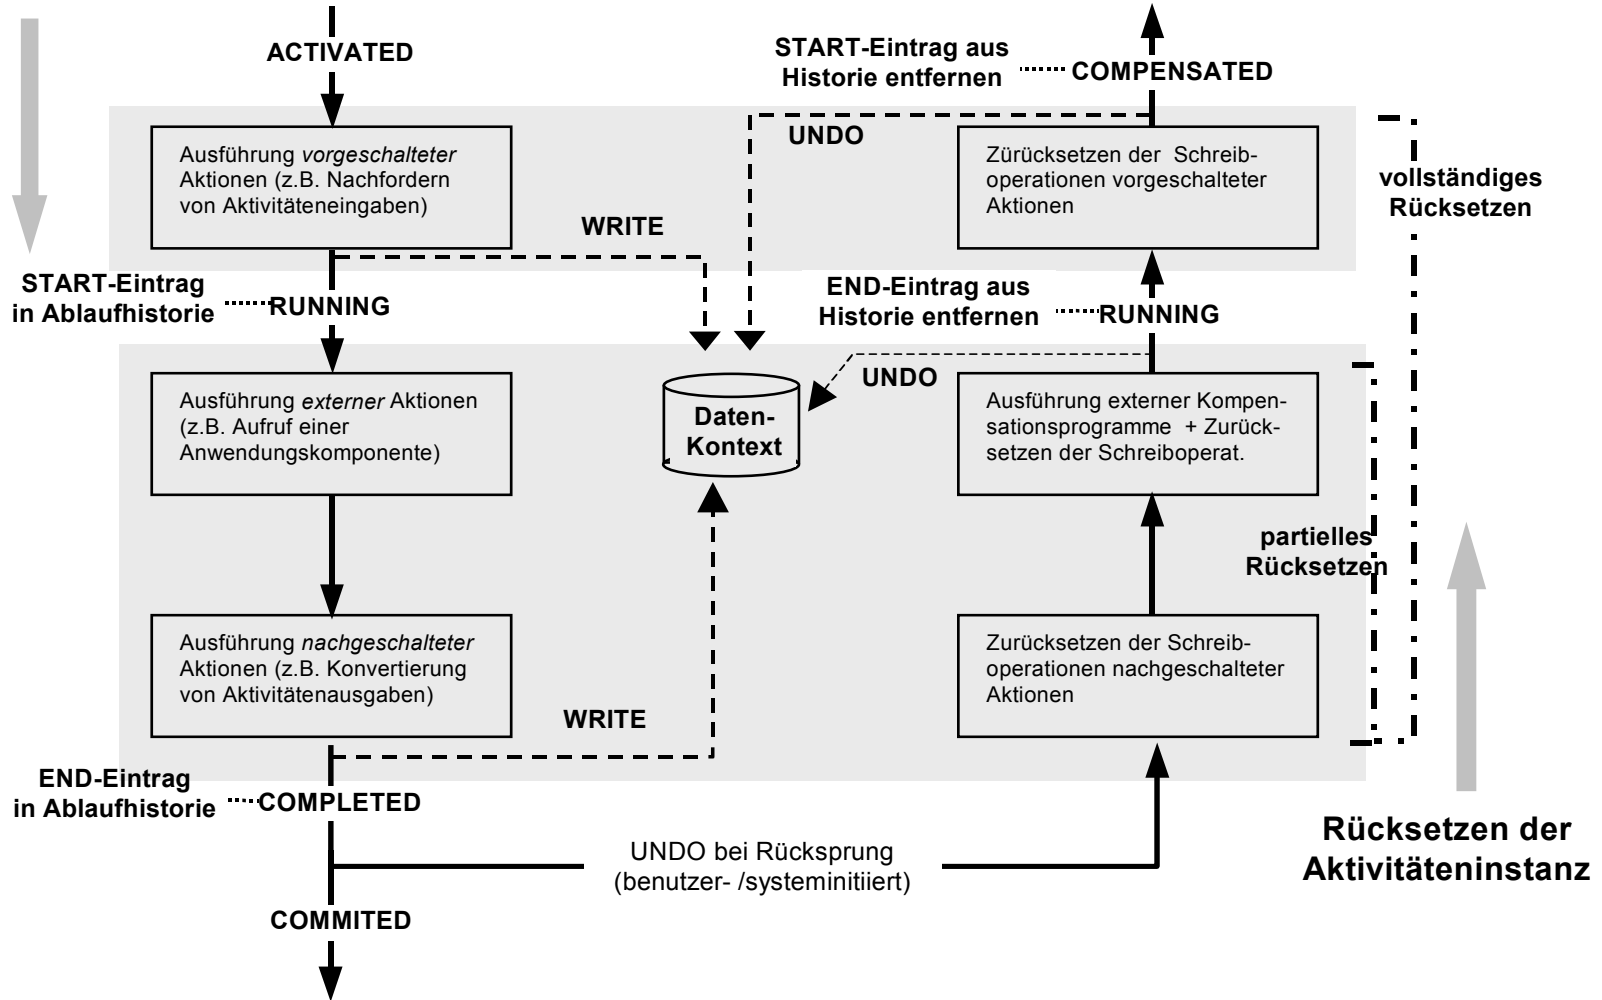 ACTIVATED
START-Eintrag aus
Historie entfernen
COMPENSATED
UNDO
Ausführung vorgeschalteter
Aktionen (z.B. Nachfordern
von Aktivitäteneingaben)
Zürücksetzen der Schreib-
operationen vorgeschalteter
Aktionen
vollständiges
Rücksetzen
WRITE
START-Eintrag
in Ablaufhistorie
RUNNING
END-Eintrag aus
Historie entfernen
RUNNING
UNDO
Ausführung externer Aktionen
(z.B. Aufruf einer
Anwendungskomponente)
Daten-
Kontext
Ausführung externer Kompen-
sationsprogramme + Zurück-
setzen der Schreiboperat.
partielles
Rücksetzen
Ausführung nachgeschalteter
Aktionen (z.B. Konvertierung
von Aktivitätenausgaben)
Zurücksetzen der Schreib-
operationen nachgeschalteter
Aktionen
WRITE
END-Eintrag
in Ablaufhistorie
COMPLETED
UNDO bei Rücksprung
(benutzer- /systeminitiiert)
Rücksetzen der
Aktivitäteninstanz
COMMITED